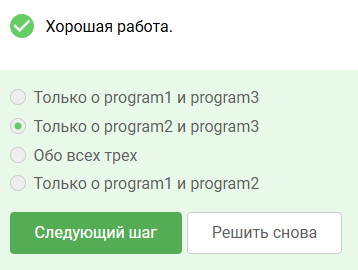 Хорошая работа.
Только о program1 и program3
Только о program2 и program3
Обо всех трех
Только о program1 и program2
Следующий шаг
Решить снова